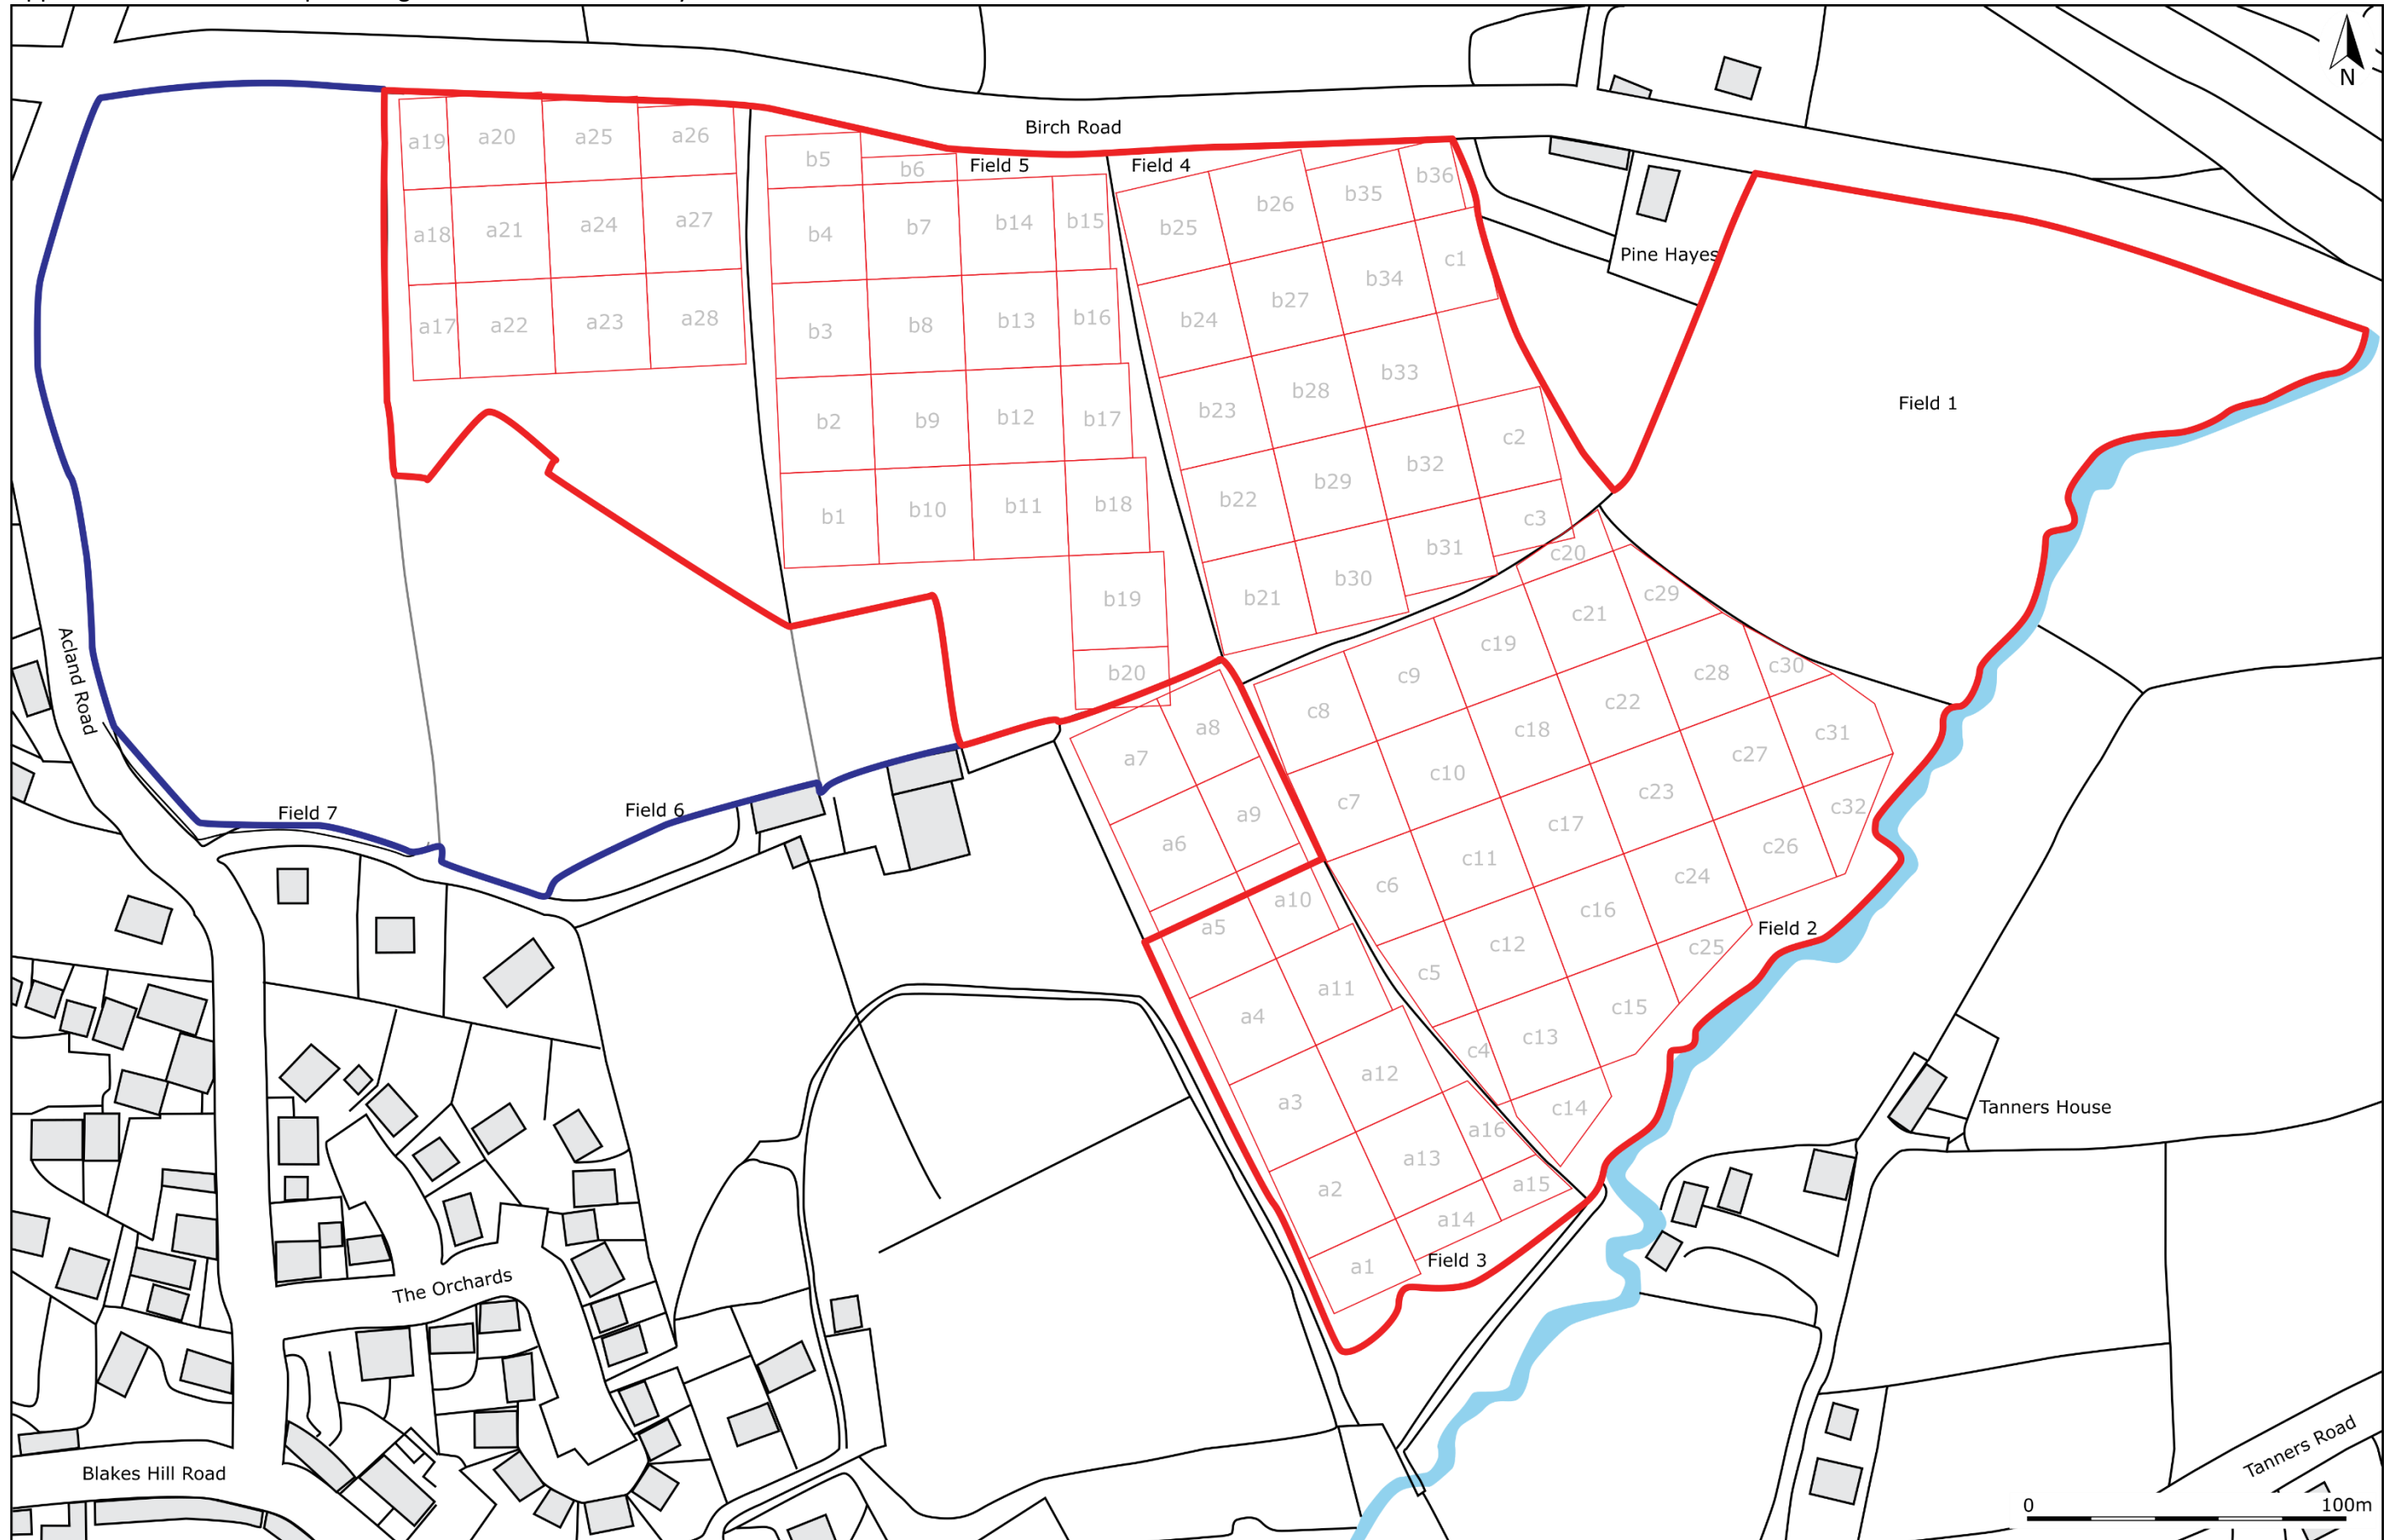 N
Birch Road
a19
a20
a25
a26
b5
b6
Field 5
Field 4
b25
b26
b35
b36
a18
a21
a24
a27
b4
b7
b14
b15
c1
Pine Hayes
b24
b27
b34
a17
a22
a23
a28
b3
b8
b13
b16
b23
b28
b33
Field 1
b2
b9
b12
b17
b22
b29
b32
c2
b1
b10
b11
b18
c3
b31
c20
b19
b21
b30
c21
c29
b20
c8
c9
c19
c28
c30
Acland Road
a7
a8
c18
c22
c27
c31
c10
c7
a9
c17
c23
c32
Field 7
Field 6
a6
c6
c11
c24
c26
a5
a10
c12
c16
c25
Field 2
a4
a11
c5
c15
c13
c4
a3
a12
c14
a16
Tanners House
a2
a13
a15
a14
a1
Field 3
The Orchards
Blakes Hill Road
Tanners Road
0
100m